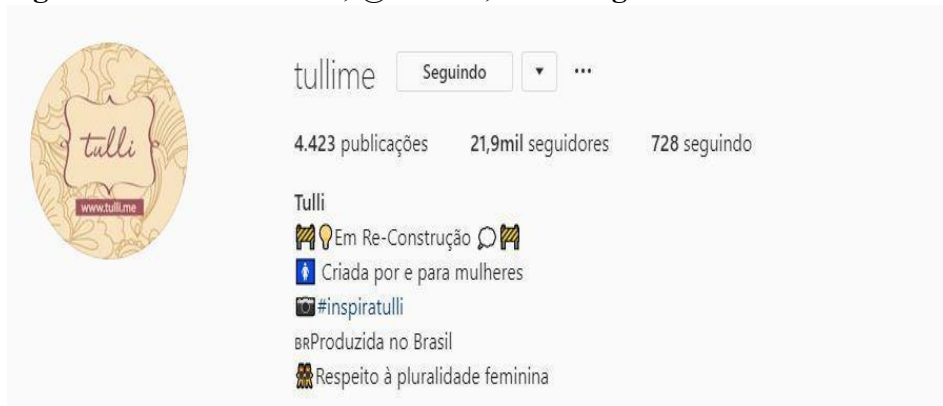 tulli
www.tulli.me
tullime Seguindo ▼ ...
4.423 publicações 21,9mil seguidores 728 seguindo
Tulli
🚧💡Em Re-Construção 💭🚧
🚺 Criada por e para mulheres
📷#inspiratulli
BRProduzida no Brasil
👭Respeito à pluralidade feminina